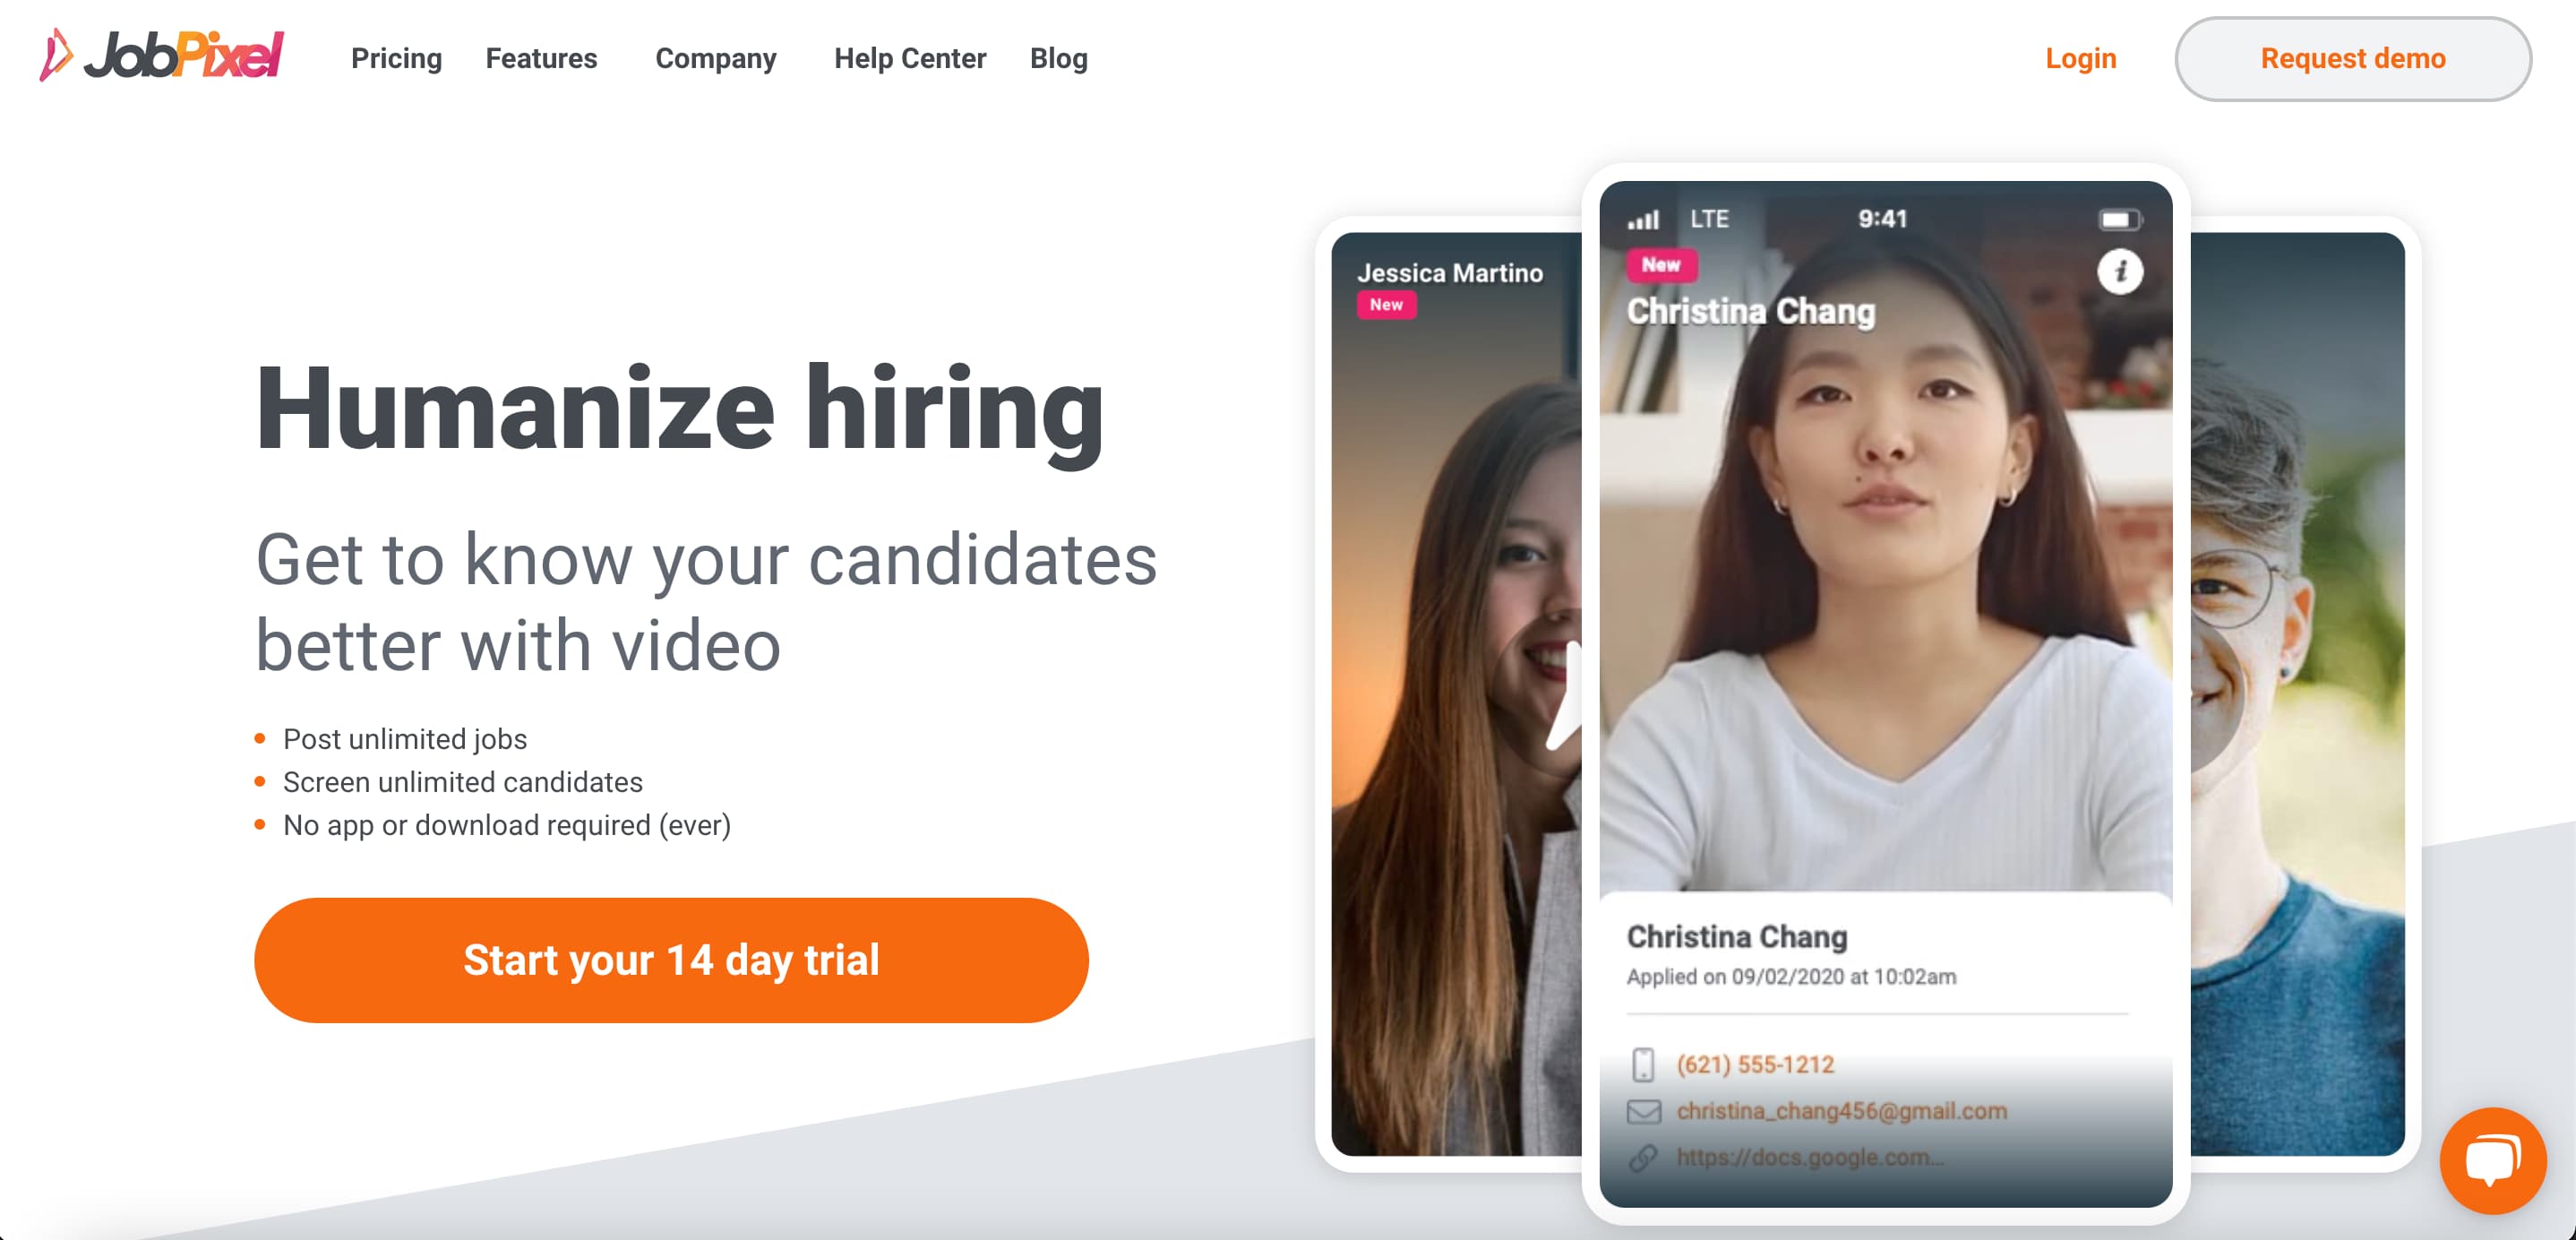 JobPixel
Pricing
Features
Company
Help Center
Blog
Login
Request demo
Humanize hiring
Get to know your candidates
better with video
Post unlimited jobs
Screen unlimited candidates
No app or download required (ever)
Start your 14 day trial
Jessica Martino
New
LTE
9:41
New
Christina Chang
Christina Chang
Applied on 09/02/2020 at 10:02am
(621) 555-1212
christina_chang456@gmail.com
https://docs.google.com...